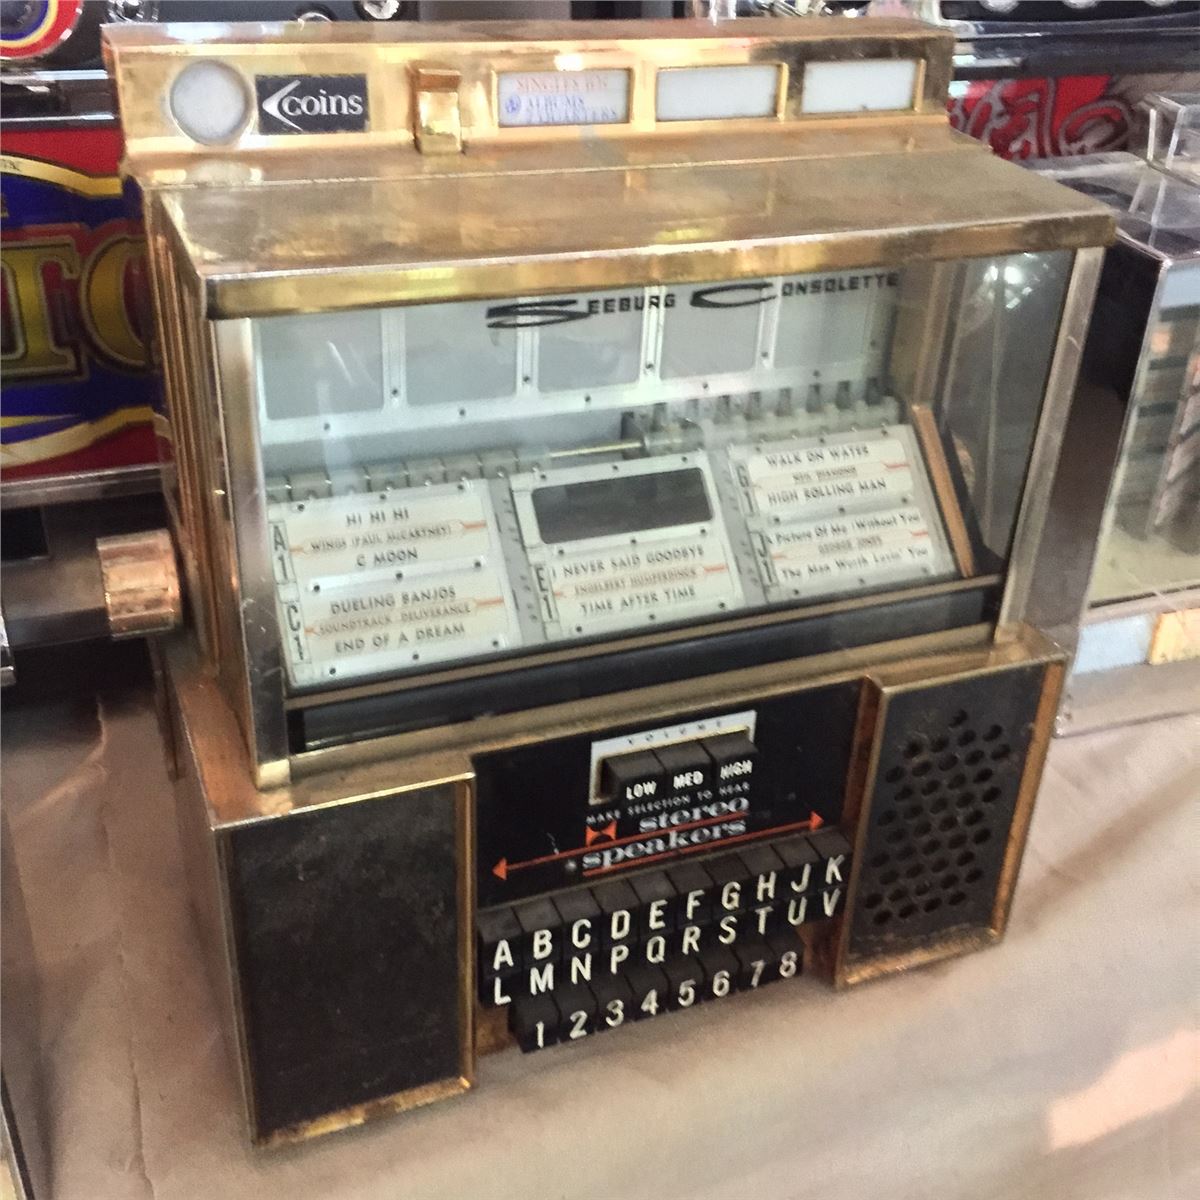 coins
SINGLES
ALBUMS
2 QUARTERS
SEEBURG CONSOLETTE
A1
HI HI HI
WINGS (PAUL McCARTNEY)
C MOON
C1
DUELING BANJOS
SOUNDTRACK - DELIVERANCE
END OF A DREAM
E1
I NEVER SAID GOODBYE
ENGELBERT HUMPERDINCK
TIME AFTER TIME
G1
WALK ON WATER
NEIL DIAMOND
HIGH ROLLING MAN
J1
A Picture Of Me (Without You)
GEORGE JONES
The Man Worth Lovin' You
VOLUME
LOW MED HIGH
MAKE SELECTION TO HEAR
stereo
speakers
A B C D E F G H J K
L M N P Q R S T U V
1 2 3 4 5 6 7 8